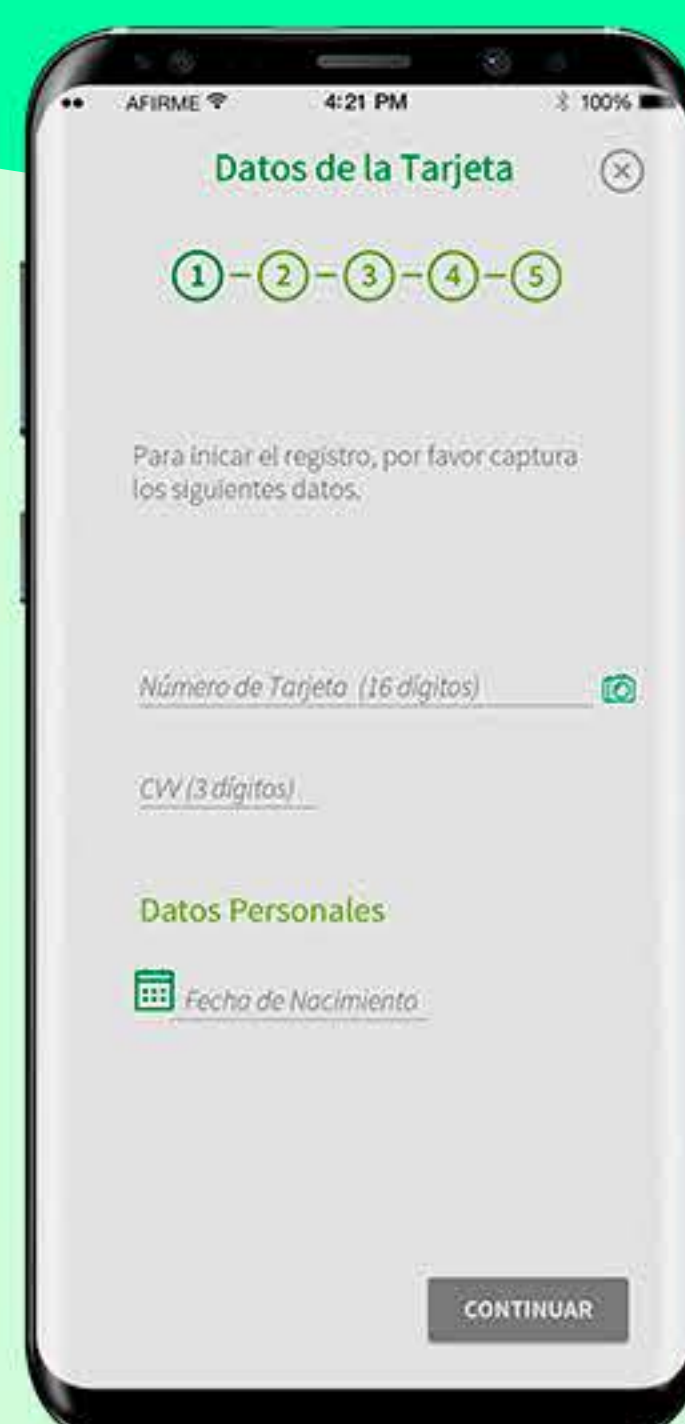 AFIRME 4:21 PM 100%
Datos de la Tarjeta
1 - 2 - 3 - 4 - 5
Para inicar el registro, por favor captura
los siguientes datos.
Número de Tarjeta (16 dígitos)
CVV (3 dígitos)
Datos Personales
Fecha de Nacimiento
CONTINUAR